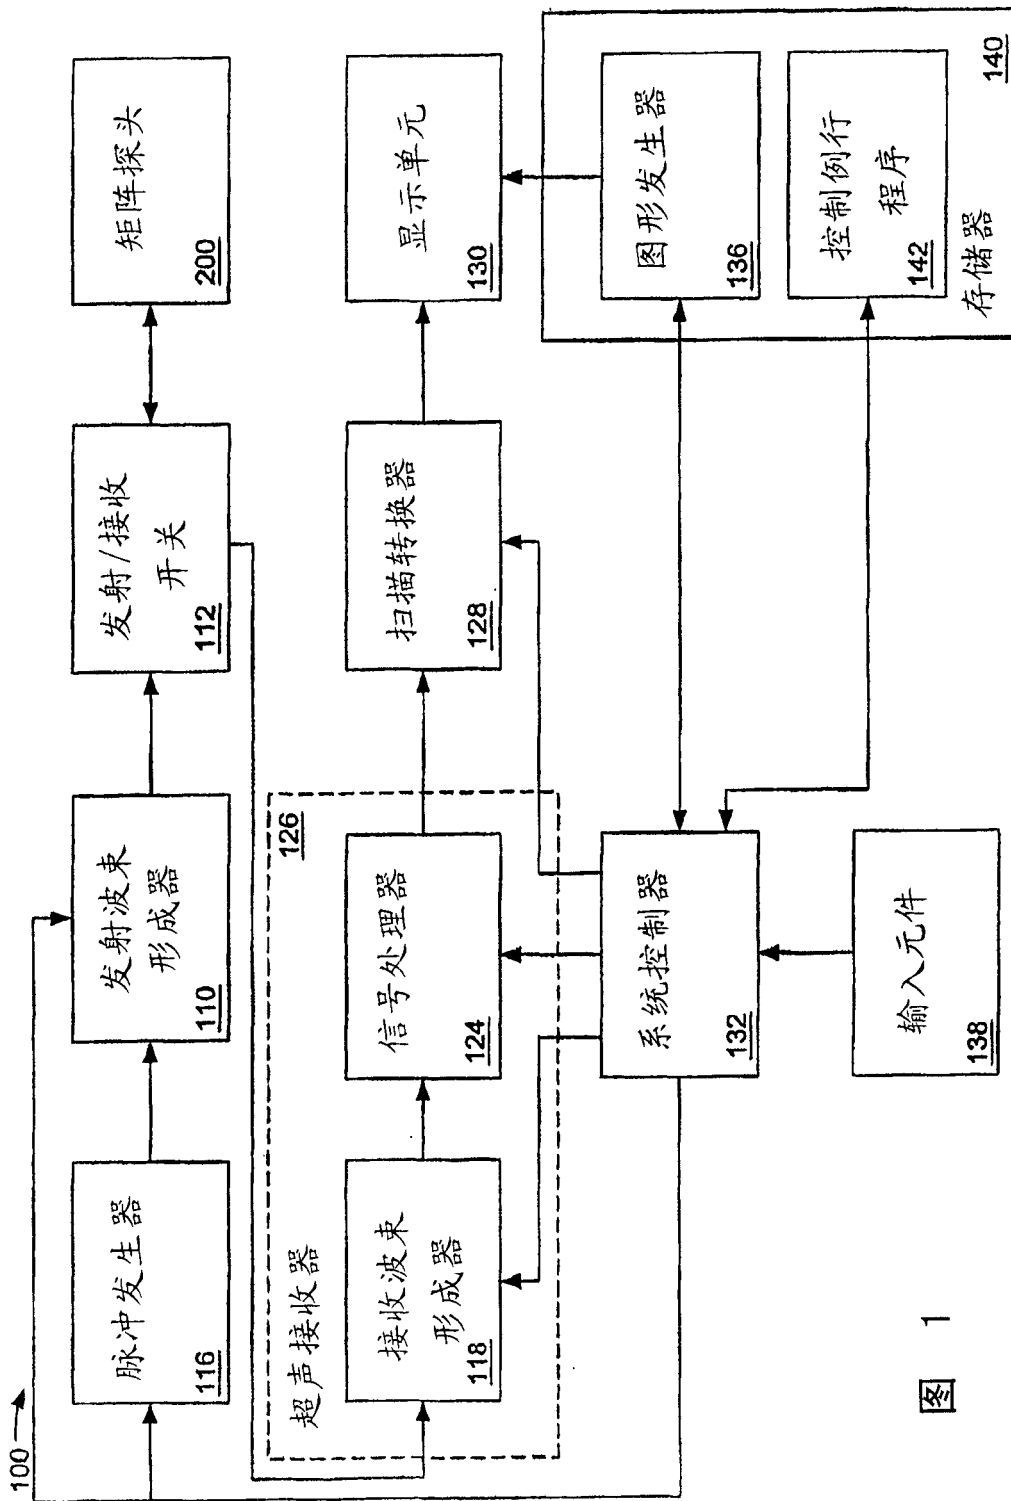 100
脉冲发生器
116
发射波束
形成器
110
发射/接收
开关
112
矩阵探头
200
超声接收器
126
接收波束
形成器
118
信号处理器
124
扫描转换器
128
显示单元
130
系统控制器
132
图形发生器
136
控制例行
程序
142
存储器
140
输入元件
138
图 1